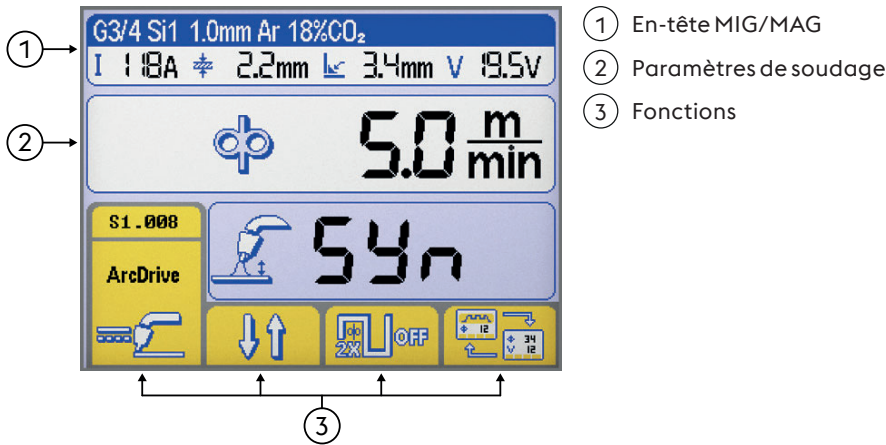 G3/4 Si1 1.0mm Ar 18%CO₂
I 118A 2.2mm 3.4mm V 19.5V
5.0 m/min
S1.008
ArcDrive
Syn
2X OFF
12
34
V 12
1
2
3
1 En-tête MIG/MAG
2 Paramètres de soudage
3 Fonctions